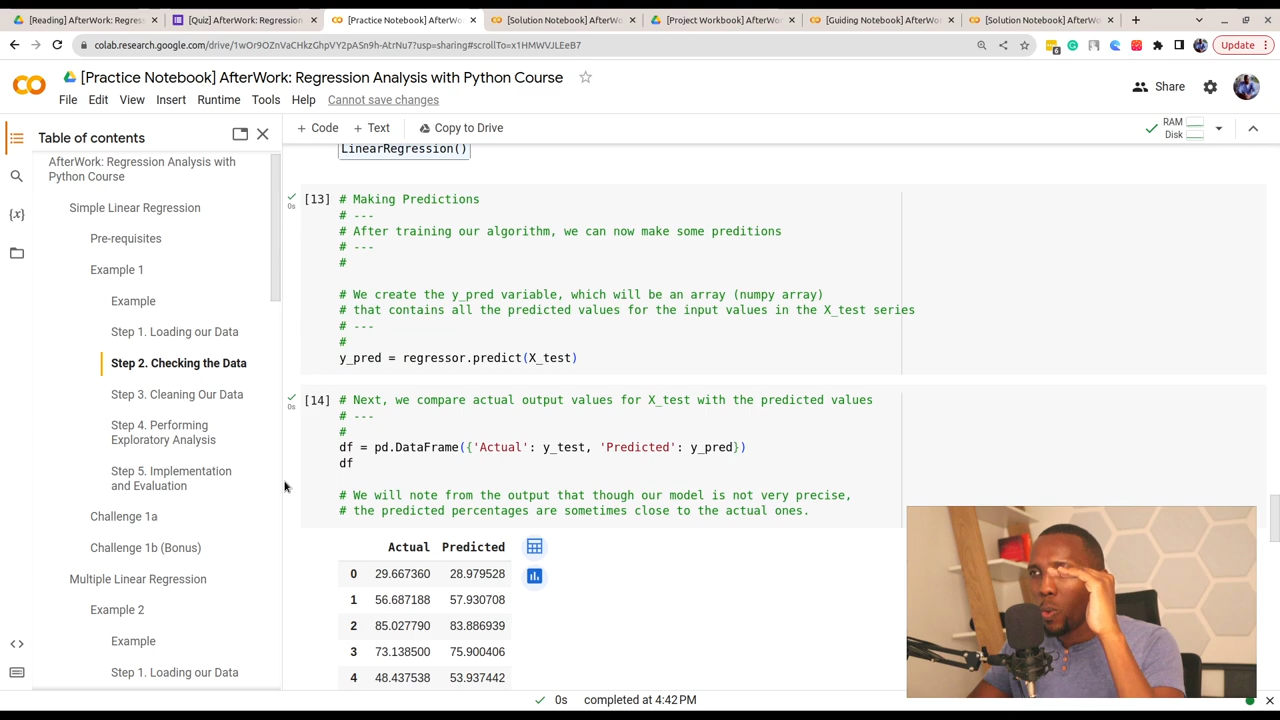 [Reading] AfterWork: Regress
[Quiz] AfterWork: Regression
[Practice Notebook] AfterWo
[Solution Notebook] AfterWo
[Project Workbook] AfterWo
[Guiding Notebook] AfterWo
[Solution Notebook] AfterWo
colab.research.google.com/drive/1wOr9OZnVaCHkzGhpVY2pASn9h-AtrNu7?usp=sharing#scrollTo=x1HMWVJLEeB7
6
Update
CO
[Practice Notebook] AfterWork: Regression Analysis with Python Course
Share
File Edit View Insert Runtime Tools Help Cannot save changes
Table of contents
+ Code + Text Copy to Drive
RAM
Disk
AfterWork: Regression Analysis with
Python Course
Simple Linear Regression
Pre-requisites
Example 1
Example
Step 1. Loading our Data
Step 2. Checking the Data
Step 3. Cleaning Our Data
Step 4. Performing
Exploratory Analysis
Step 5. Implementation
and Evaluation
Challenge 1a
Challenge 1b (Bonus)
Multiple Linear Regression
Example 2
Example
Step 1. Loading our Data
{x}
<>
LinearRegression()
0s
[13] # Making Predictions
# ---
# After training our algorithm, we can now make some preditions
# ---
#
# We create the y_pred variable, which will be an array (numpy array)
# that contains all the predicted values for the input values in the X_test series
# ---
#
y_pred = regressor.predict(X_test)
0s
[14] # Next, we compare actual output values for X_test with the predicted values
# ---
#
df = pd.DataFrame({'Actual': y_test, 'Predicted': y_pred})
df
# We will note from the output that though our model is not very precise,
# the predicted percentages are sometimes close to the actual ones.
Actual Predicted
0 29.667360 28.979528
1 56.687188 57.930708
2 85.027790 83.886939
3 73.138500 75.900406
4 48.437538 53.937442
0s completed at 4:42 PM